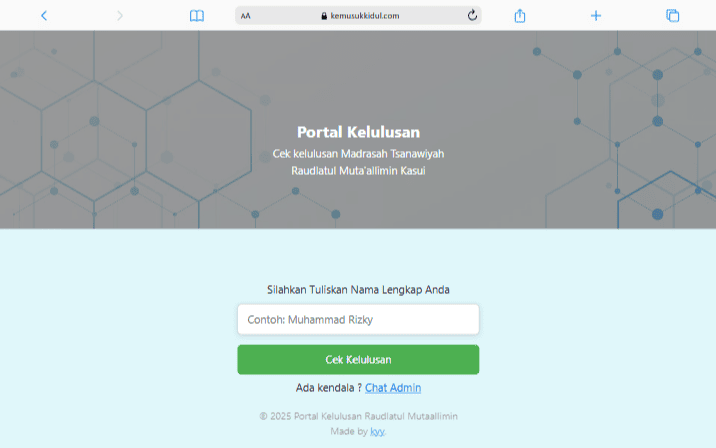 AA
kemusukkidul.com
Portal Kelulusan
Cek kelulusan Madrasah Tsanawiyah
Raudlatul Muta'allimin Kasui
Silahkan Tuliskan Nama Lengkap Anda
Contoh: Muhammad Rizky
Cek Kelulusan
Ada kendala ? Chat Admin
© 2025 Portal Kelulusan Raudlatul Mutaallimin
Made by kyy.